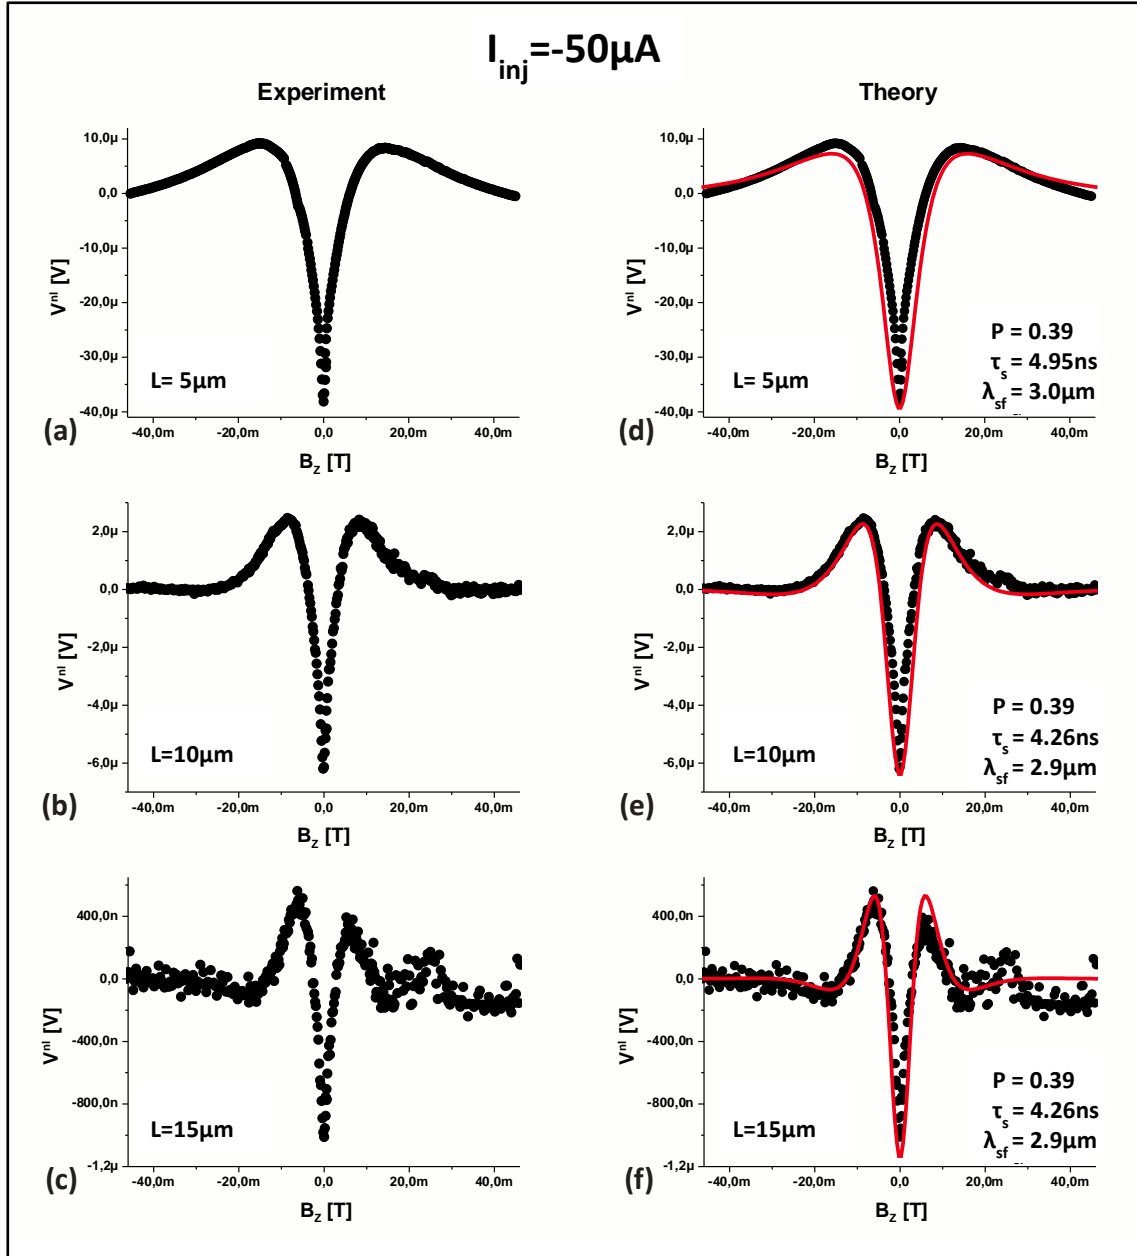 I_inj=-50µA
Experiment
Theory
10,0µ
0,0
-10,0µ
-20,0µ
-30,0µ
-40,0µ
V^nl [V]
L= 5µm
-40,0m -20,0m 0,0 20,0m 40,0m
B_Z [T]
(a)
10,0µ
0,0
-10,0µ
-20,0µ
-30,0µ
-40,0µ
V^nl [V]
L= 5µm
P = 0.39
τ_s = 4.95ns
λ_sf = 3.0µm
-40,0m -20,0m 0,0 20,0m 40,0m
B_Z [T]
(d)
2,0µ
0,0
-2,0µ
-4,0µ
-6,0µ
V^nl [V]
L=10µm
-40,0m -20,0m 0,0 20,0m 40,0m
B_Z [T]
(b)
2,0µ
0,0
-2,0µ
-4,0µ
-6,0µ
V^nl [V]
L=10µm
P = 0.39
τ_s = 4.26ns
λ_sf = 2.9µm
-40,0m -20,0m 0,0 20,0m 40,0m
B_Z [T]
(e)
400,0n
0,0
-400,0n
-800,0n
-1,2µ
V^nl [V]
L=15µm
-40,0m -20,0m 0,0 20,0m 40,0m
B_Z [T]
(c)
400,0n
0,0
-400,0n
-800,0n
-1,2µ
V^nl [V]
L=15µm
P = 0.39
τ_s = 4.26ns
λ_sf = 2.9µm
-40,0m -20,0m 0,0 20,0m 40,0m
B_Z [T]
(f)